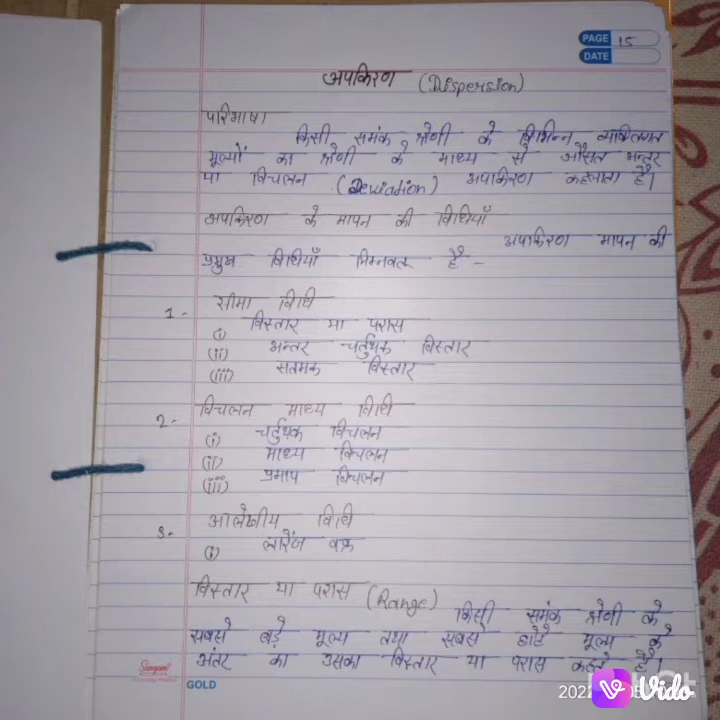 PAGE 15
DATE
अपकिरण (Dispersion)
परिभाषा
किसी समंक श्रेणी के विभिन्न व्यक्तिगत
मूल्यों का श्रेणी के माध्य से औसत अन्तर
या विचलन (Deviation) अपकिरण कहलाता है।
अपकिरण के मापन की विधियाँ
अपकिरण मापन की
प्रमुख विधियाँ निम्नवत् है -
1- सीमा विधि
(i) विस्तार या परास
(ii) अन्तर चर्तुथक विस्तार
(iii) सतमक विस्तार
2- विचलन माध्य विधि
(i) चर्तुथक विचलन
(ii) माध्य विचलन
(iii) प्रमाप विचलन
3- आलेखीय विधि
(i) लारेंज वक्र
विस्तार या परास (Range)
किसी समंक श्रेणी के
सबसे बड़े मूल्य तथा सबसे छोटे मूल्य के
अंतर का उसका विस्तार या परास कहते है।
GOLD
Vido